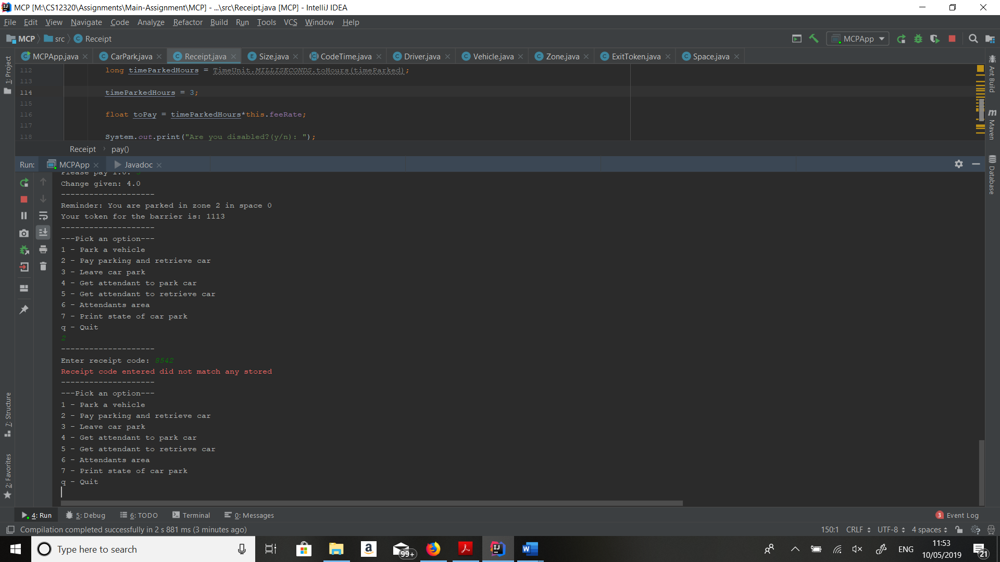 MCP [M:\CS12320\Assignments\Main-Assignment\MCP] - ...\src\Receipt.java [MCP] - IntelliJ IDEA
File Edit View Navigate Code Analyze Refactor Build Run Tools VCS Window Help
MCP src Receipt MCPApp
MCPApp.java CarPark.java Receipt.java Size.java CodeTime.java Driver.java Vehicle.java Zone.java ExitToken.java Space.java
1: Project
Ant Build
Maven
Database
112 long timeParkedHours = TimeUnit.MILLISECONDS.toHours(timeParked);
113
114 timeParkedHours = 3;
115
116 float toPay = timeParkedHours*this.feeRate;
117
118 System.out.print("Are you disabled?(y/n): ");
Receipt pay()
Run: MCPApp Javadoc
Please pay 1.0: 5
Change given: 4.0
--------------------
Reminder: You are parked in zone 2 in space 0
Your token for the barrier is: 1113
--------------------
---Pick an option---
1 - Park a vehicle
2 - Pay parking and retrieve car
3 - Leave car park
4 - Get attendant to park car
5 - Get attendant to retrieve car
6 - Attendants area
7 - Print state of car park
q - Quit
2
--------------------
Enter receipt code: 8542
Receipt code entered did not match any stored
--------------------
---Pick an option---
1 - Park a vehicle
2 - Pay parking and retrieve car
3 - Leave car park
4 - Get attendant to park car
5 - Get attendant to retrieve car
6 - Attendants area
7 - Print state of car park
q - Quit
7: Structure
2: Favorites
4: Run 5: Debug 6: TODO Terminal 0: Messages 3 Event Log
Compilation completed successfully in 2 s 881 ms (3 minutes ago) 150:1 CRLF UTF-8 4 spaces
Type here to search 99+ ENG 11:53
10/05/2019 21